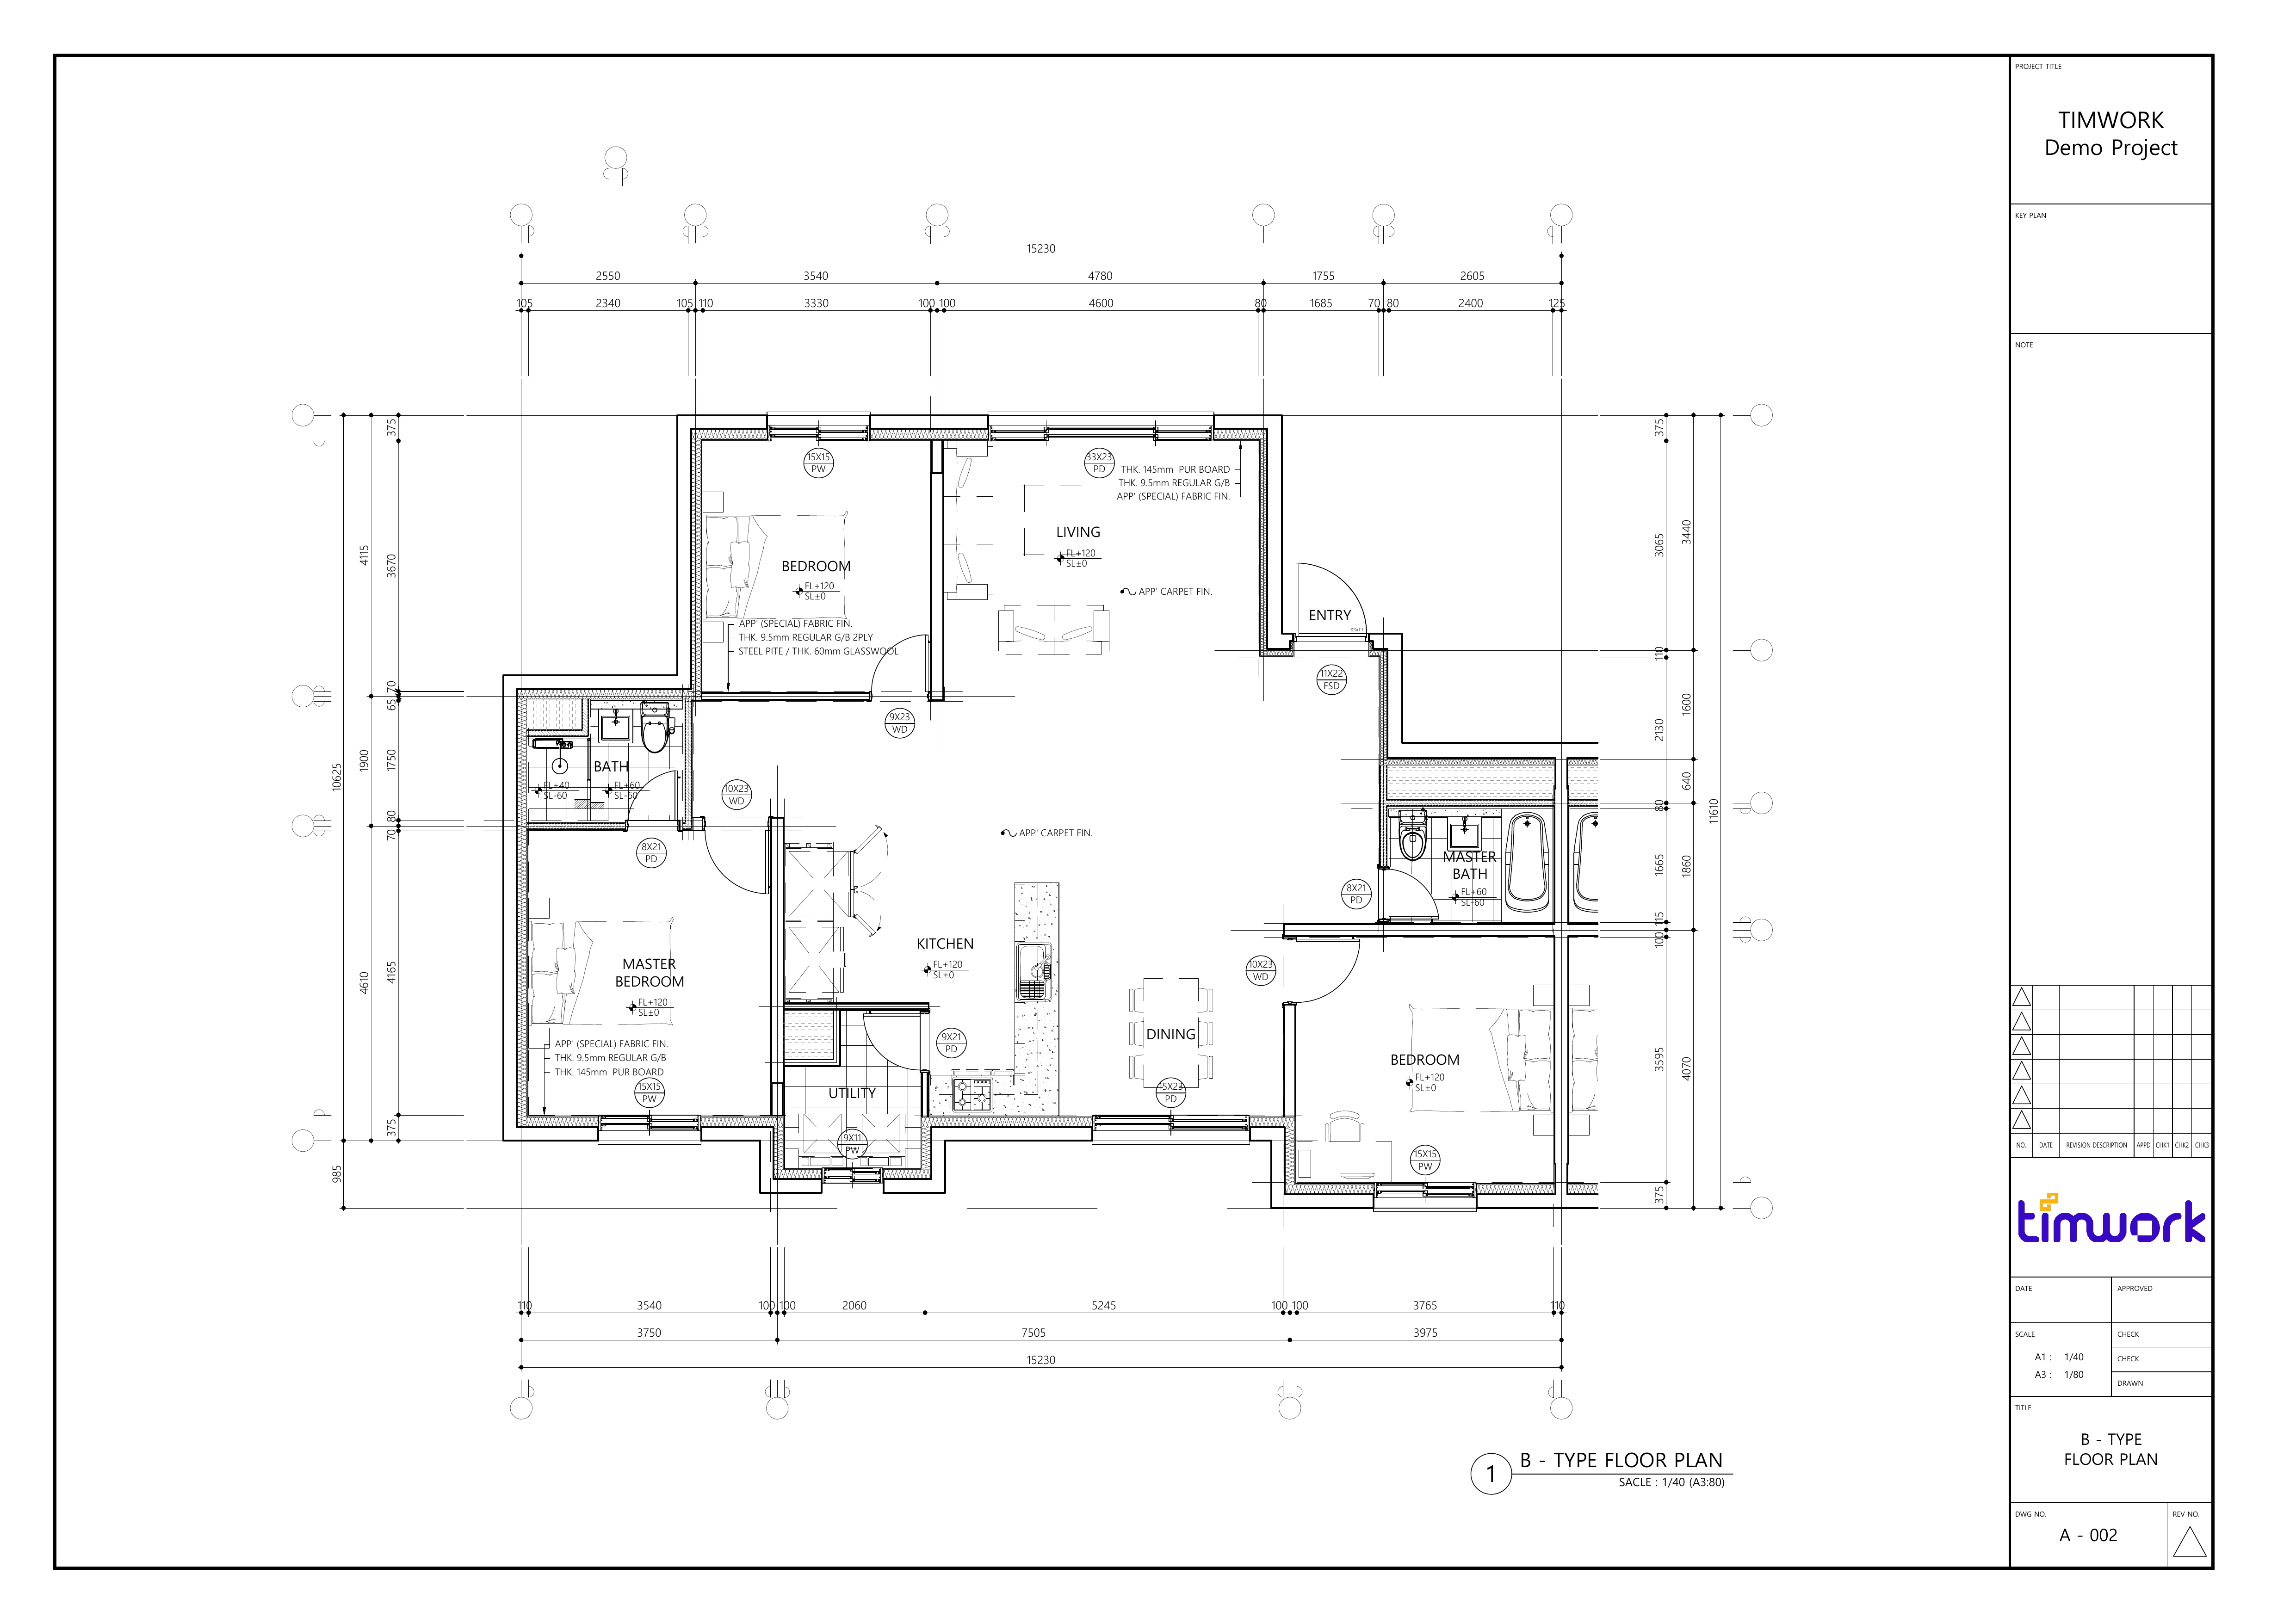 PROJECT TITLE
TIMWORK
Demo Project
KEY PLAN
NOTE
15230
2550 3540 4780 1755 2605
105 2340 105 110 3330 100 100 4600 80 1685 70 80 2400 125
375
4115
3670
70
65
10625
1900
1750
80
70
4610
4165
375
985
15X15
PW
33X23
PD
THK. 145mm PUR BOARD
THK. 9.5mm REGULAR G/B
APP' (SPECIAL) FABRIC FIN.
LIVING
FL+120
SL±0
BEDROOM
FL+120
SL±0
APP' CARPET FIN.
APP' (SPECIAL) FABRIC FIN.
THK. 9.5mm REGULAR G/B 2PLY
STEEL PITE / THK. 60mm GLASSWOOL
ENTRY
11X22
FSD
9X23
WD
BATH
FL+40
SL-60
FL+60
SL-60
10X23
WD
8X21
PD
APP' CARPET FIN.
MASTER
BATH
FL+60
SL-60
8X21
PD
KITCHEN
FL+120
SL±0
10X23
WD
MASTER
BEDROOM
FL+120
SL±0
APP' (SPECIAL) FABRIC FIN.
THK. 9.5mm REGULAR G/B
THK. 145mm PUR BOARD
15X15
PW
9X21
PD
DINING
45X23
PD
UTILITY
9X11
PW
BEDROOM
FL+120
SL±0
15X15
PW
375
3065
3440
110
1600
2130
640
80
11610
1665
1860
115
100
3595
4070
375
110 3540 100 100 2060 5245 100 100 3765 110
3750 7505 3975
15230
1
B - TYPE FLOOR PLAN
SACLE : 1/40 (A3:80)
NO. DATE REVISION DESCRIPTION APPD CHK1 CHK2 CHK3
timwork
DATE
APPROVED
SCALE
A1 : 1/40
A3 : 1/80
CHECK
CHECK
DRAWN
TITLE
B - TYPE
FLOOR PLAN
DWG NO.
A - 002
REV NO.